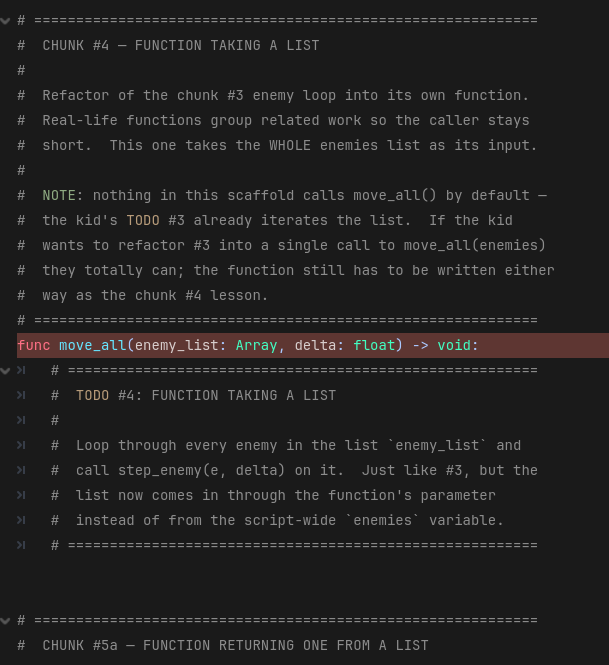 # ============================================================
#  CHUNK #4 — FUNCTION TAKING A LIST
#
#  Refactor of the chunk #3 enemy loop into its own function.
#  Real-life functions group related work so the caller stays
#  short.  This one takes the WHOLE enemies list as its input.
#
#  NOTE: nothing in this scaffold calls move_all() by default —
#  the kid's TODO #3 already iterates the list.  If the kid
#  wants to refactor #3 into a single call to move_all(enemies)
#  they totally can; the function still has to be written either
#  way as the chunk #4 lesson.
# ============================================================
func move_all(enemy_list: Array, delta: float) -> void:
# ========================================================
#  TODO #4: FUNCTION TAKING A LIST
#
#  Loop through every enemy in the list `enemy_list` and
#  call step_enemy(e, delta) on it.  Just like #3, but the
#  list now comes in through the function's parameter
#  instead of from the script-wide `enemies` variable.
# ========================================================
# ============================================================
#  CHUNK #5a — FUNCTION RETURNING ONE FROM A LIST